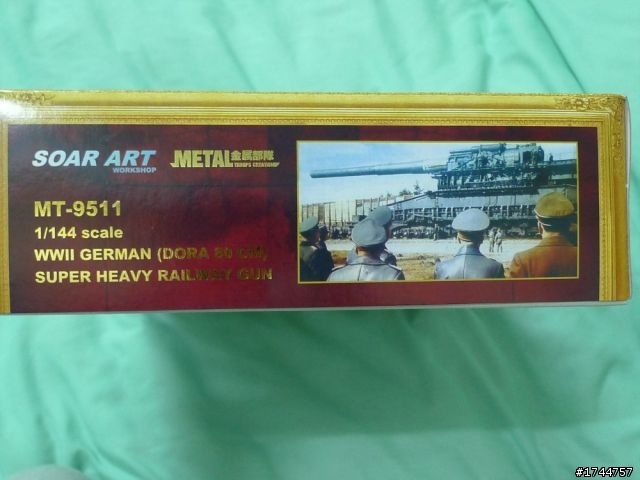 SOAR ART
WORKSHOP
METAL金属部隊
TROOPS CREATION
MT-9511
1/144 scale
WWII GERMAN (DORA 80 CM)
SUPER HEAVY RAILWAY GUN
#1744757